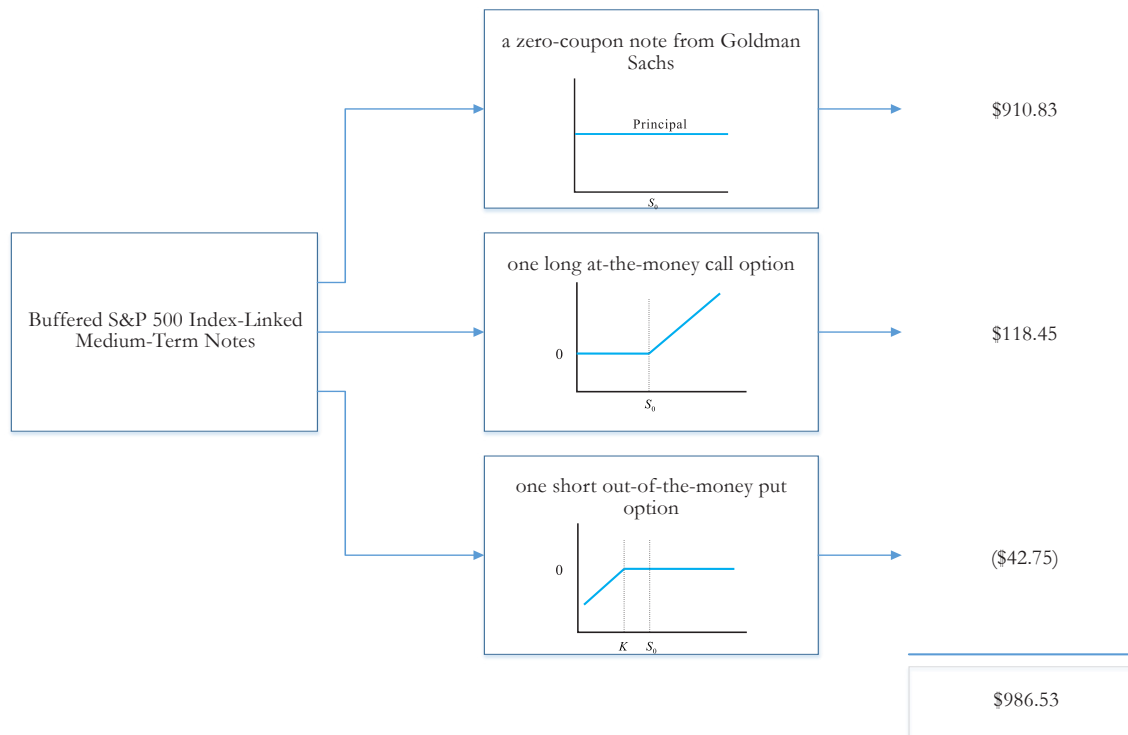 a zero-coupon note from Goldman
Sachs
Principal
S₀
$910.83
Buffered S&P 500 Index-Linked
Medium-Term Notes
one long at-the-money call option
0
S₀
$118.45
one short out-of-the-money put
option
0
K S₀
($42.75)
$986.53